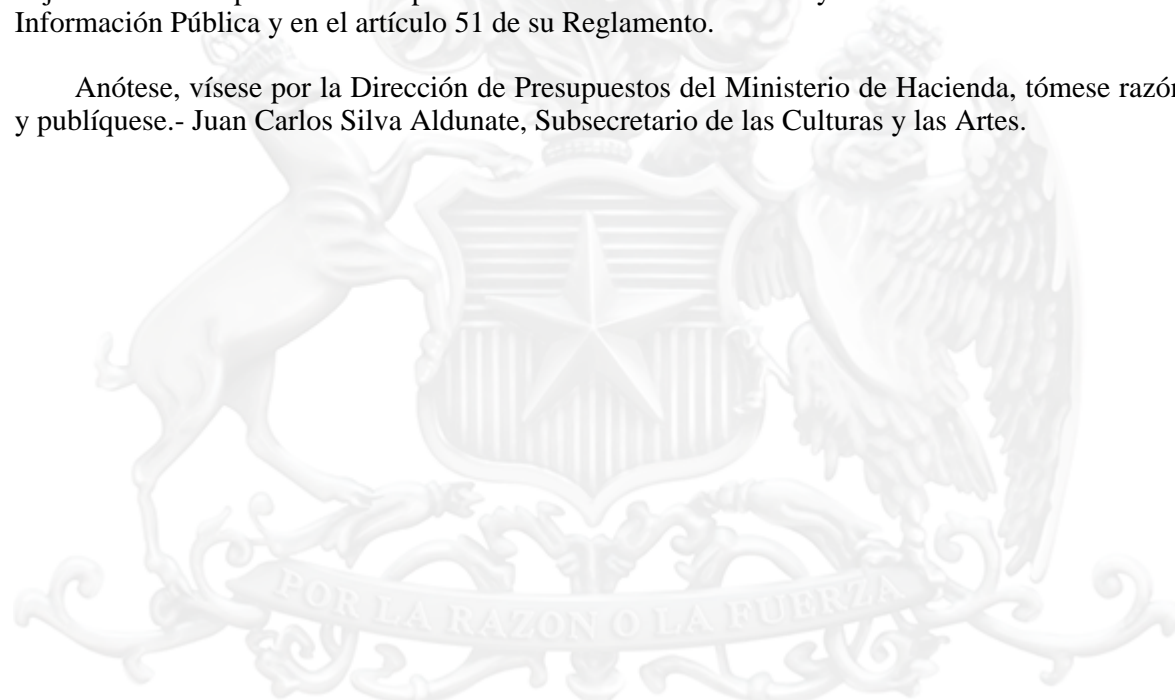 Información Pública y en el artículo 51 de su Reglamento.
Anótese, vísese por la Dirección de Presupuestos del Ministerio de Hacienda, tómese razón
y publíquese.- Juan Carlos Silva Aldunate, Subsecretario de las Culturas y las Artes.
POR LA RAZON O LA FUERZA